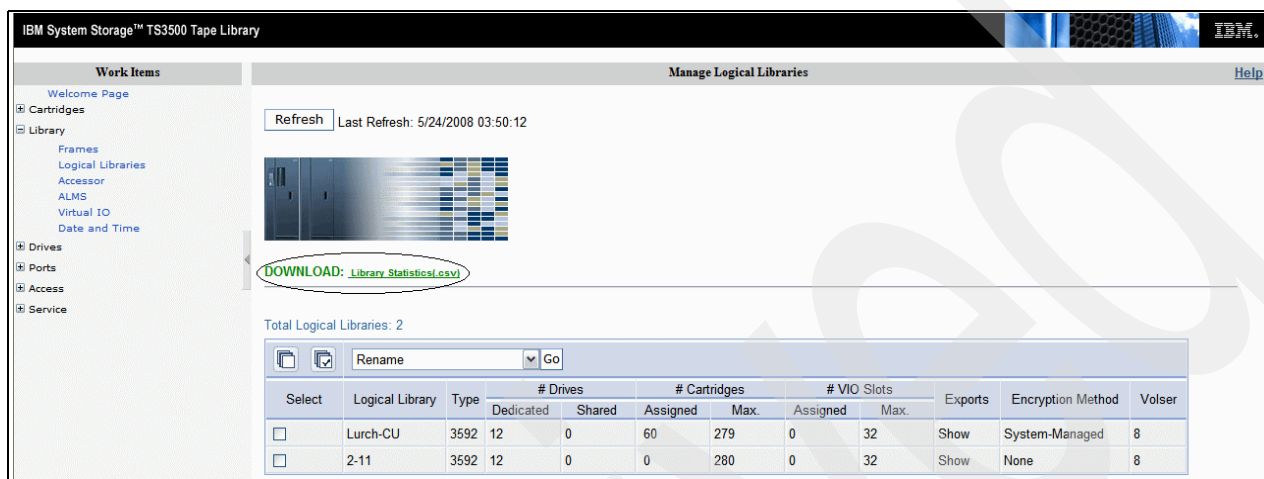 IBM System Storage™ TS3500 Tape Library
IBM.
Work Items
Manage Logical Libraries
Help
Welcome Page
Cartridges
Library
Frames
Logical Libraries
Accessor
ALMS
Virtual IO
Date and Time
Drives
Ports
Access
Service
Refresh Last Refresh: 5/24/2008 03:50:12
DOWNLOAD: Library Statistics(.csv)
Total Logical Libraries: 2
Rename Go
Select Logical Library Type # Drives # Cartridges # VIO Slots Exports Encryption Method Volser
Dedicated Shared Assigned Max. Assigned Max.
Lurch-CU 3592 12 0 60 279 0 32 Show System-Managed 8
2-11 3592 12 0 0 280 0 32 Show None 8